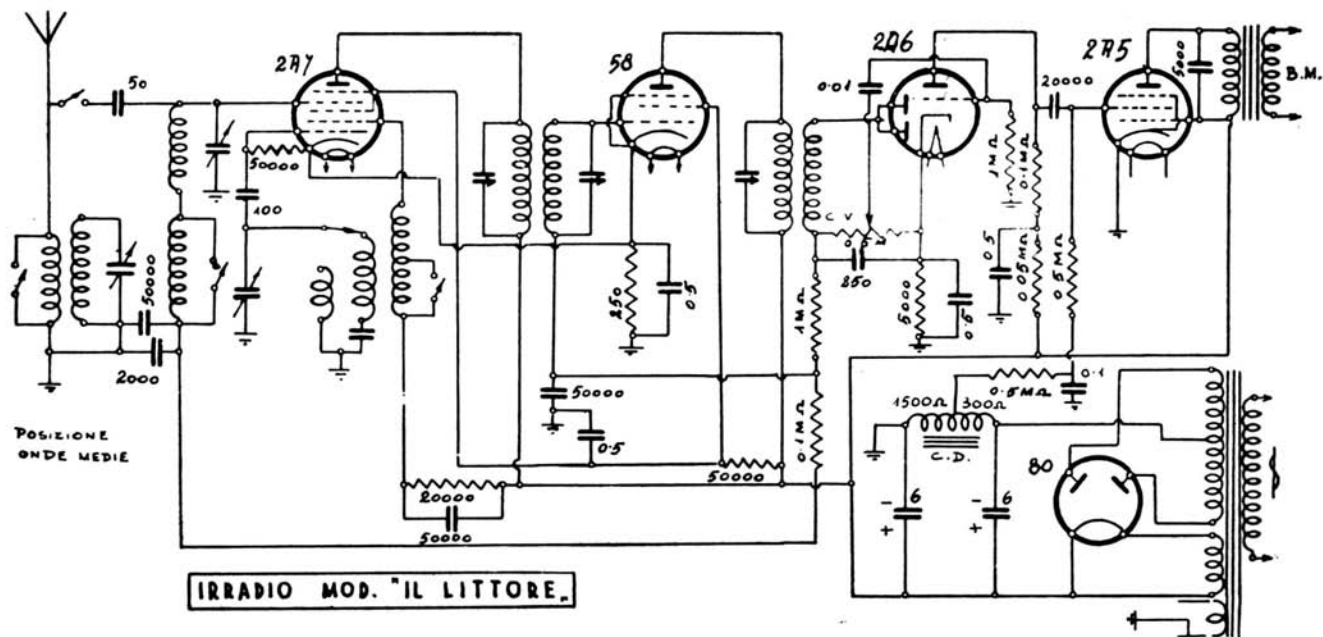 2A7
58
2A6
2A5
50
0.01
20000
5000
B.M.
50000
1MΩ
0.1MΩ
100
C V
50000
250
0.5
250
5000
0.5
0.5
0.05MΩ
0.5MΩ
2000
1MΩ
50000
0.5
0.1MΩ
0.5MΩ
0.1
1500Ω
300Ω
C.D.
80
POSIZIONE
ONDE MEDIE
20000
50000
50000
- 6
+
- 6
+
IRRADIO MOD. "IL LITTORE„